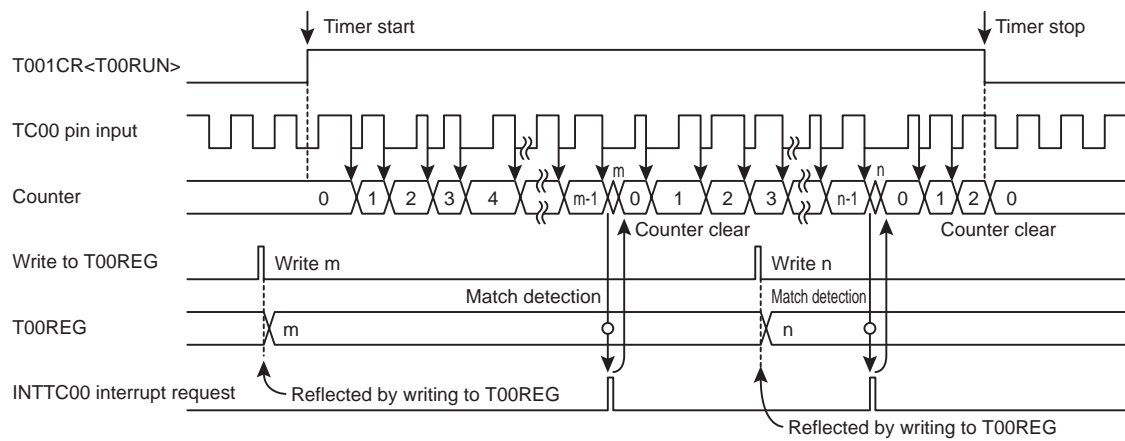 Timer start
Timer stop
T001CR<T00RUN>
TC00 pin input
m
n
Counter
0 1 2 3 4 m-1 0 1 2 3 n-1 0 1 2 0
Counter clear
Counter clear
Write to T00REG
Write m
Write n
Match detection
Match detection
T00REG
m
n
INTTC00 interrupt request
Reflected by writing to T00REG
Reflected by writing to T00REG